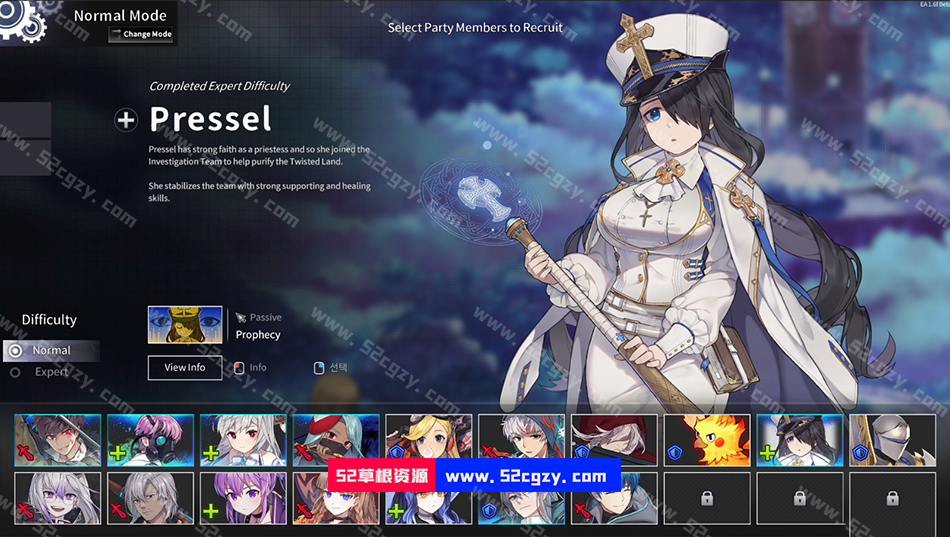 Normal Mode
Change Mode
Select Party Members to Recruit
Completed Expert Difficulty
Pressel
Pressel has strong faith as a priestess and so she joined the
Investigation Team to help purify the Twisted Land.
She stabilizes the team with strong supporting and healing
skills.
Difficulty
Normal
Expert
Passive
Prophecy
View Info
Info
선택
52草根资源 www.52cgzy.com
www.52cgzy.com